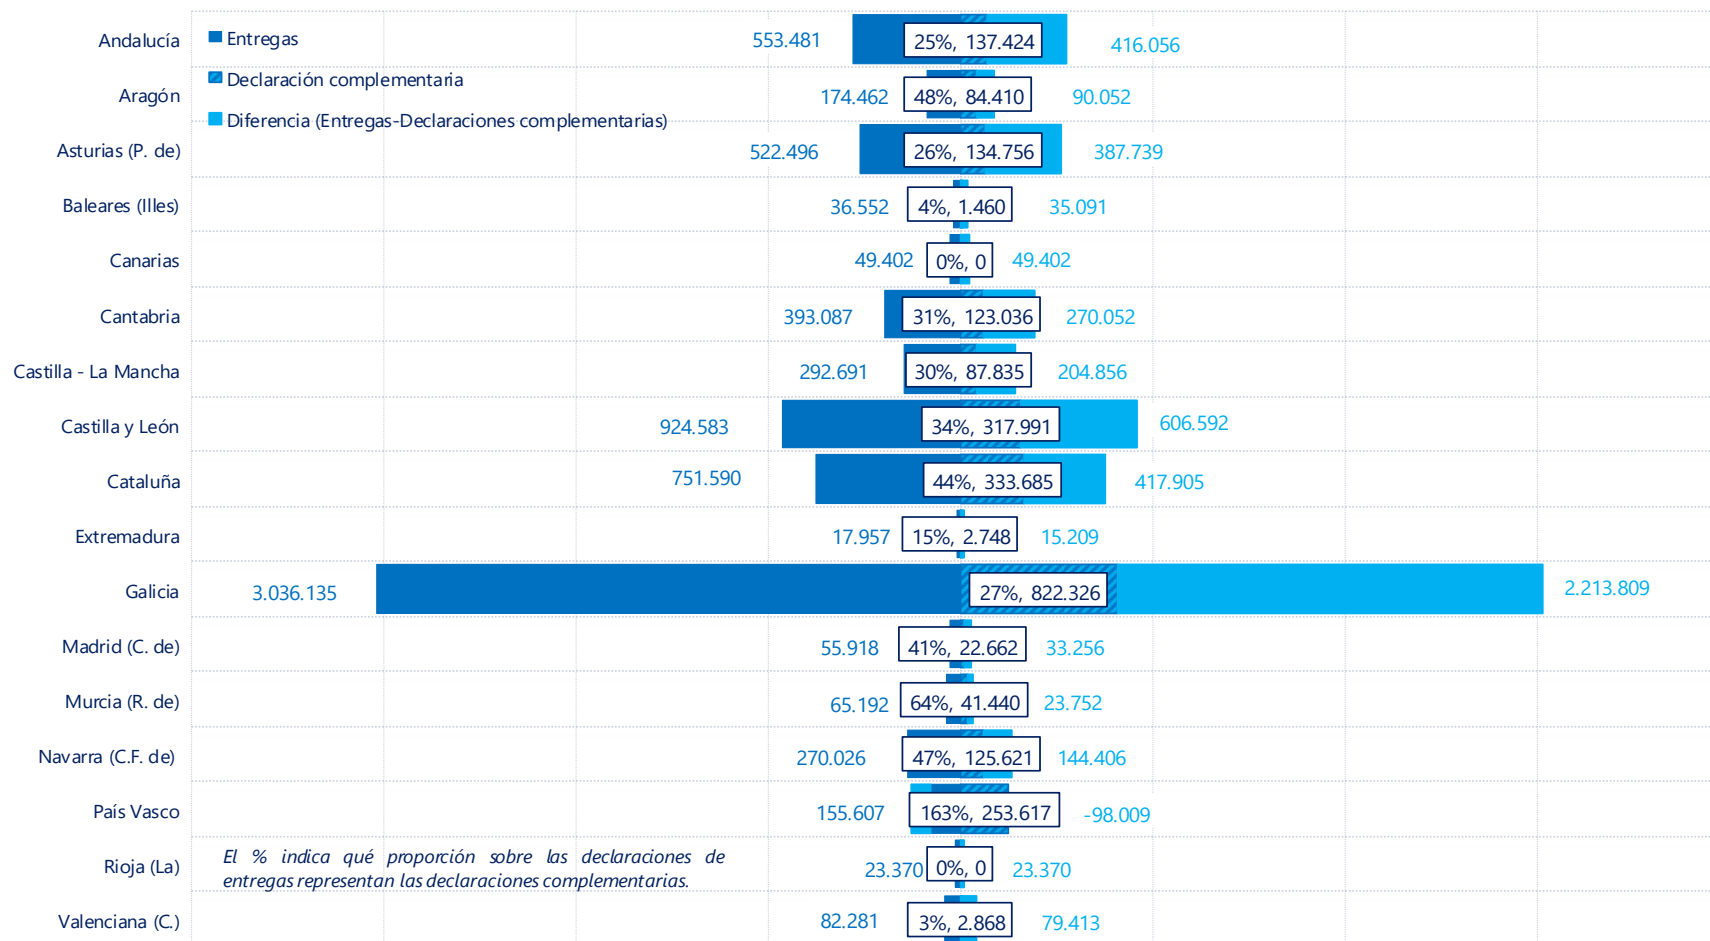 Entregas
Declaración complementaria
Diferencia (Entregas-Declaraciones complementarias)
Andalucía 553.481 25%, 137.424 416.056
Aragón 174.462 48%, 84.410 90.052
Asturias (P. de) 522.496 26%, 134.756 387.739
Baleares (Illes) 36.552 4%, 1.460 35.091
Canarias 49.402 0%, 0 49.402
Cantabria 393.087 31%, 123.036 270.052
Castilla - La Mancha 292.691 30%, 87.835 204.856
Castilla y León 924.583 34%, 317.991 606.592
Cataluña 751.590 44%, 333.685 417.905
Extremadura 17.957 15%, 2.748 15.209
Galicia 3.036.135 27%, 822.326 2.213.809
Madrid (C. de) 55.918 41%, 22.662 33.256
Murcia (R. de) 65.192 64%, 41.440 23.752
Navarra (C.F. de) 270.026 47%, 125.621 144.406
País Vasco 155.607 163%, 253.617 -98.009
Rioja (La) 23.370 0%, 0 23.370
Valenciana (C.) 82.281 3%, 2.868 79.413
El % indica qué proporción sobre las declaraciones de
entregas representan las declaraciones complementarias.